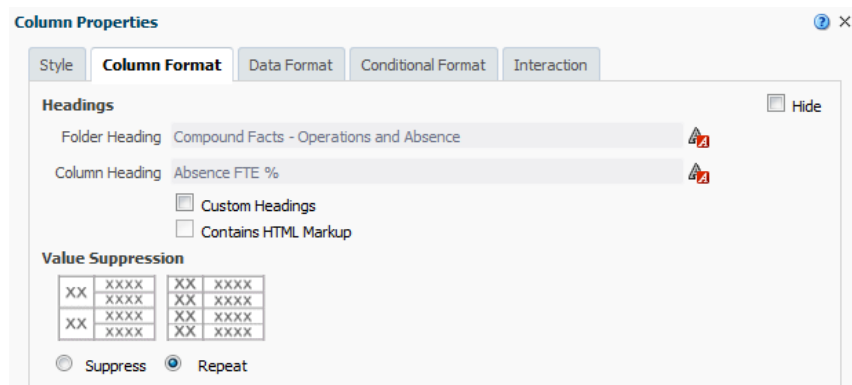 Column Properties
Style Column Format Data Format Conditional Format Interaction
Headings Hide
Folder Heading Compound Facts - Operations and Absence
Column Heading Absence FTE %
Custom Headings
Contains HTML Markup
Value Suppression
XX XXXX XX XXXX
XXXX XX XXXX
XX XXXX XX XXXX
XXXX XX XXXX
Suppress Repeat